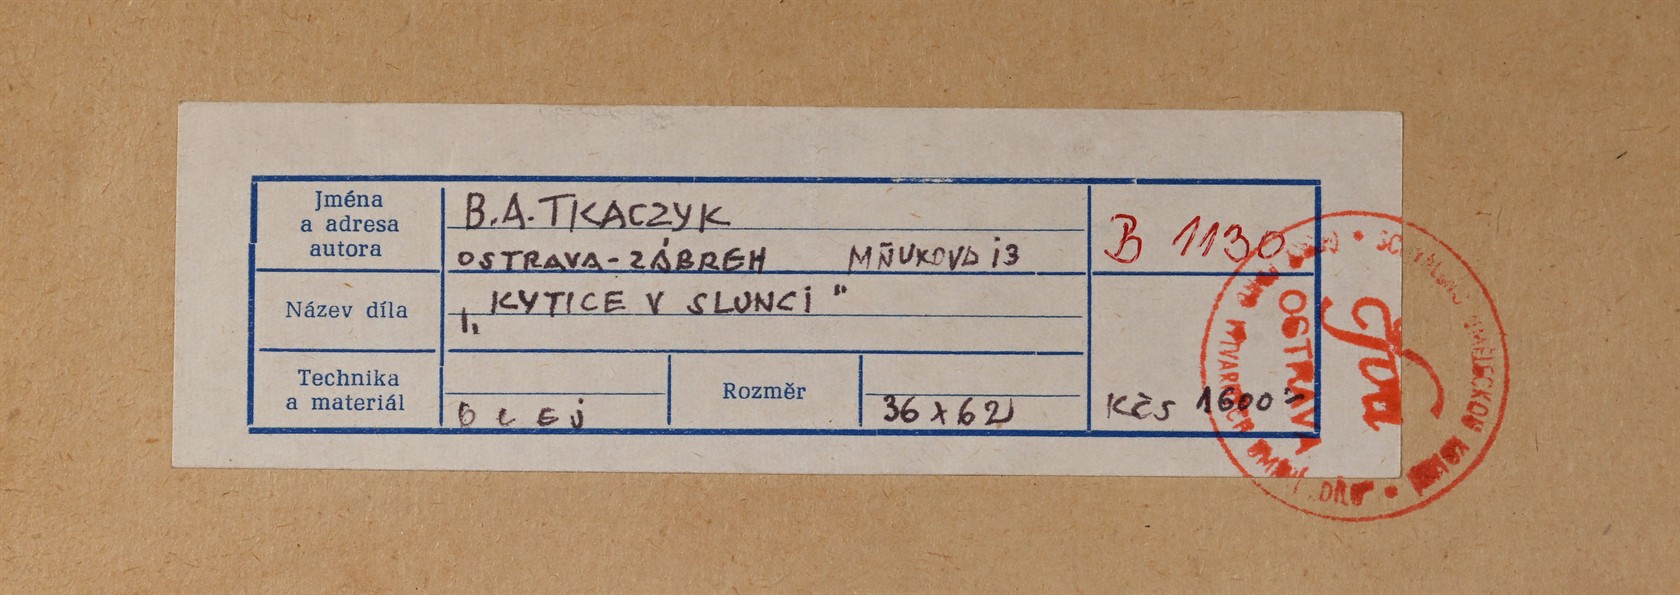 Jména
a adresa
autora
B.A. TKACZYK
OSTRAVA-ZÁBREH MŇUKOVA 13
B 1130
Název díla
„KYTICE V SLUNCI“
Technika
a materiál
OLEJ
Rozměr
36 x 62
Kčs 1600
OSTRAVA